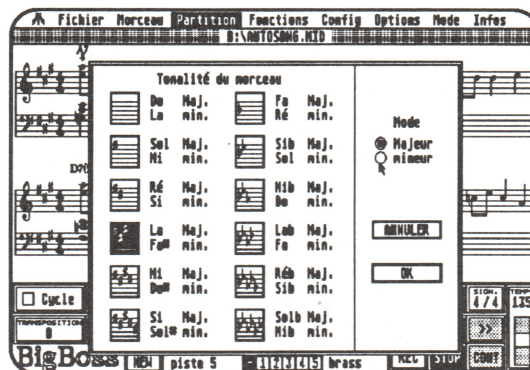 Fichier Morceau Partition Fonctions Config Options Mode Infos
D:\AUTOSONG.MID
Tonalité du morceau
Do Maj. Fa Maj.
La min. Ré min.
Sol Maj. Sib Maj.
Mi min. Sol min.
Ré Maj. Mib Maj.
Si min. Do min.
La Maj. Lab Maj.
Fa# min. Fa min.
Mi Maj. Réb Maj.
Do# min. Sib min.
Si Maj. Solb Maj.
Sol# min. Mib min.
Mode
Majeur
mineur
ANNULER
OK
Cycle
TRANSPOSITION
0
SIGN.
4/4
135
>>
BigBoss NEW piste 5 1 2 3 4 5 brass REC STOP CONT